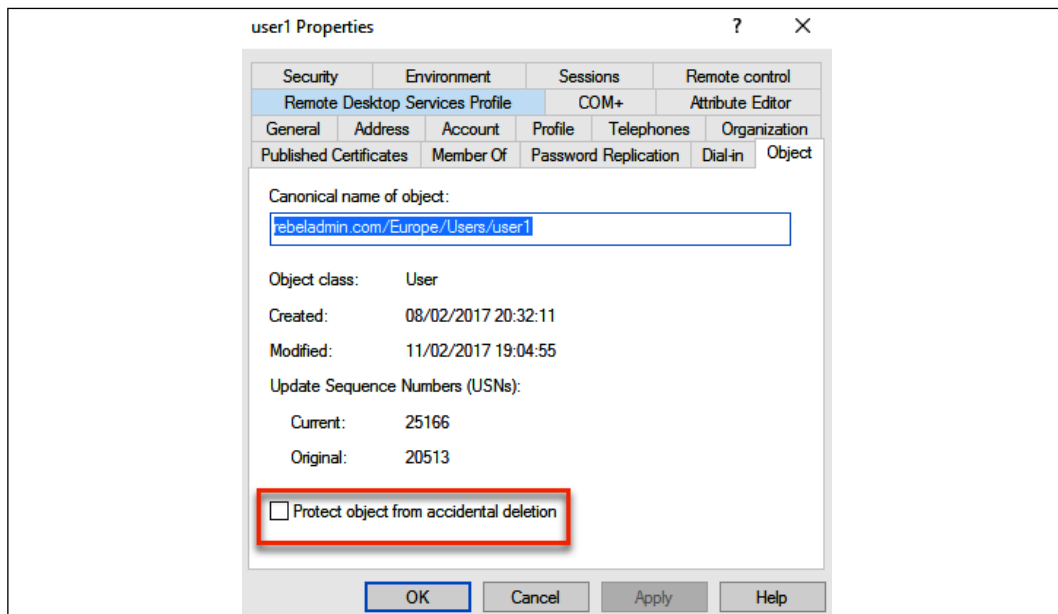 user1 Properties ?
Security Environment Sessions Remote control
Remote Desktop Services Profile COM+ Attribute Editor
General Address Account Profile Telephones Organization
Published Certificates Member Of Password Replication Dial-in Object
Canonical name of object:
rebeladmin.com/Europe/Users/user1
Object class: User
Created: 08/02/2017 20:32:11
Modified: 11/02/2017 19:04:55
Update Sequence Numbers (USNs):
Current: 25166
Original: 20513
Protect object from accidental deletion
OK Cancel Apply Help